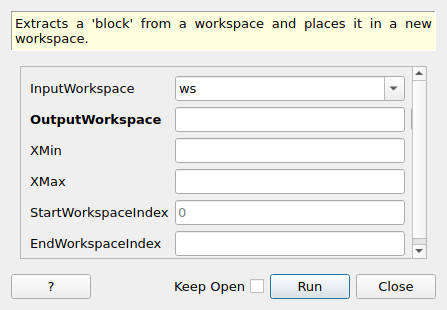 Extracts a 'block' from a workspace and places it in a new
workspace.
InputWorkspace ws
OutputWorkspace
XMin
XMax
StartWorkspaceIndex 0
EndWorkspaceIndex
? Keep Open Run Close